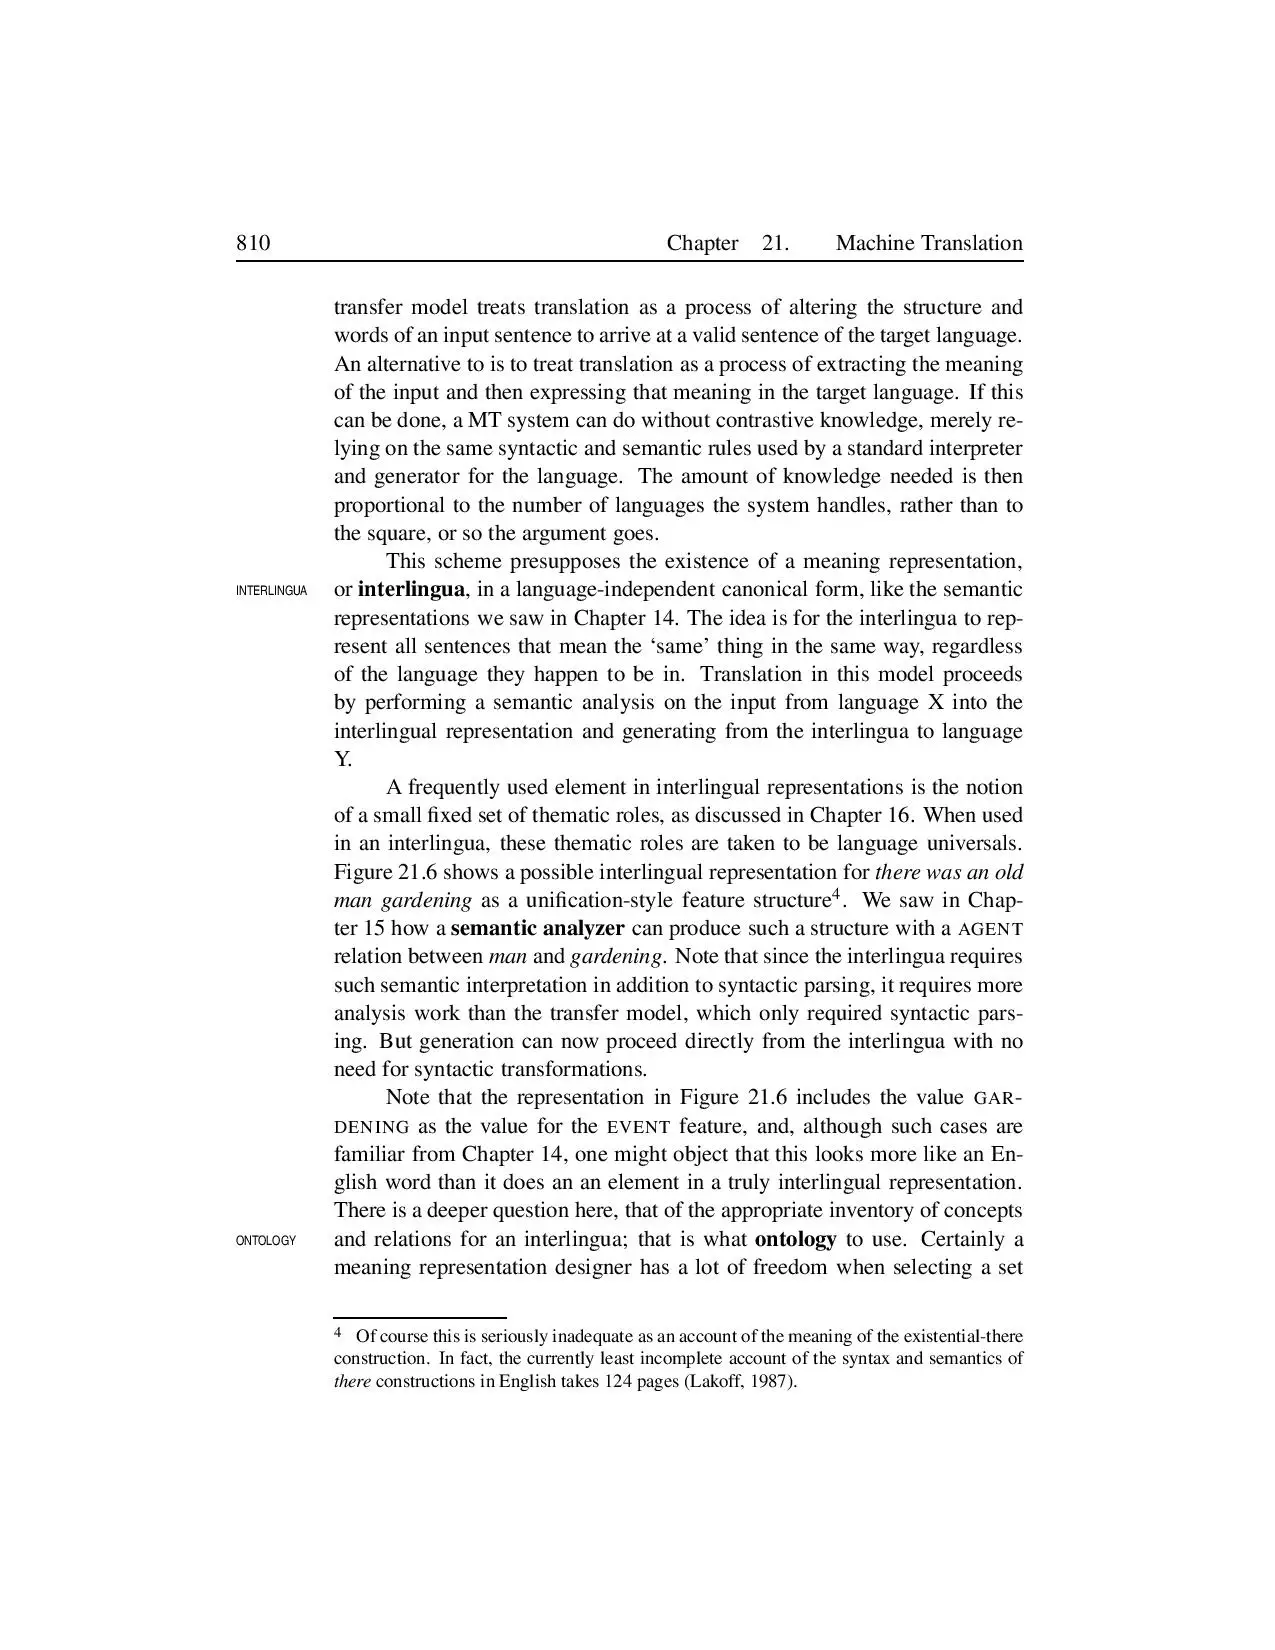 810 Chapter 21. Machine Translation
transfer model treats translation as a process of altering the structure and
words of an input sentence to arrive at a valid sentence of the target language.
An alternative to is to treat translation as a process of extracting the meaning
of the input and then expressing that meaning in the target language. If this
can be done, a MT system can do without contrastive knowledge, merely re-
lying on the same syntactic and semantic rules used by a standard interpreter
and generator for the language. The amount of knowledge needed is then
proportional to the number of languages the system handles, rather than to
the square, or so the argument goes.
This scheme presupposes the existence of a meaning representation,
INTERLINGUA or interlingua, in a language-independent canonical form, like the semantic
representations we saw in Chapter 14. The idea is for the interlingua to rep-
resent all sentences that mean the ‘same’ thing in the same way, regardless
of the language they happen to be in. Translation in this model proceeds
by performing a semantic analysis on the input from language X into the
interlingual representation and generating from the interlingua to language
Y.
A frequently used element in interlingual representations is the notion
of a small fixed set of thematic roles, as discussed in Chapter 16. When used
in an interlingua, these thematic roles are taken to be language universals.
Figure 21.6 shows a possible interlingual representation for there was an old
man gardening as a unification-style feature structure4. We saw in Chap-
ter 15 how a semantic analyzer can produce such a structure with a AGENT
relation between man and gardening. Note that since the interlingua requires
such semantic interpretation in addition to syntactic parsing, it requires more
analysis work than the transfer model, which only required syntactic pars-
ing. But generation can now proceed directly from the interlingua with no
need for syntactic transformations.
Note that the representation in Figure 21.6 includes the value GAR-
DENING as the value for the EVENT feature, and, although such cases are
familiar from Chapter 14, one might object that this looks more like an En-
glish word than it does an an element in a truly interlingual representation.
There is a deeper question here, that of the appropriate inventory of concepts
ONTOLOGY and relations for an interlingua; that is what ontology to use. Certainly a
meaning representation designer has a lot of freedom when selecting a set
4 Of course this is seriously inadequate as an account of the meaning of the existential-there
construction. In fact, the currently least incomplete account of the syntax and semantics of
there constructions in English takes 124 pages (Lakoff, 1987).